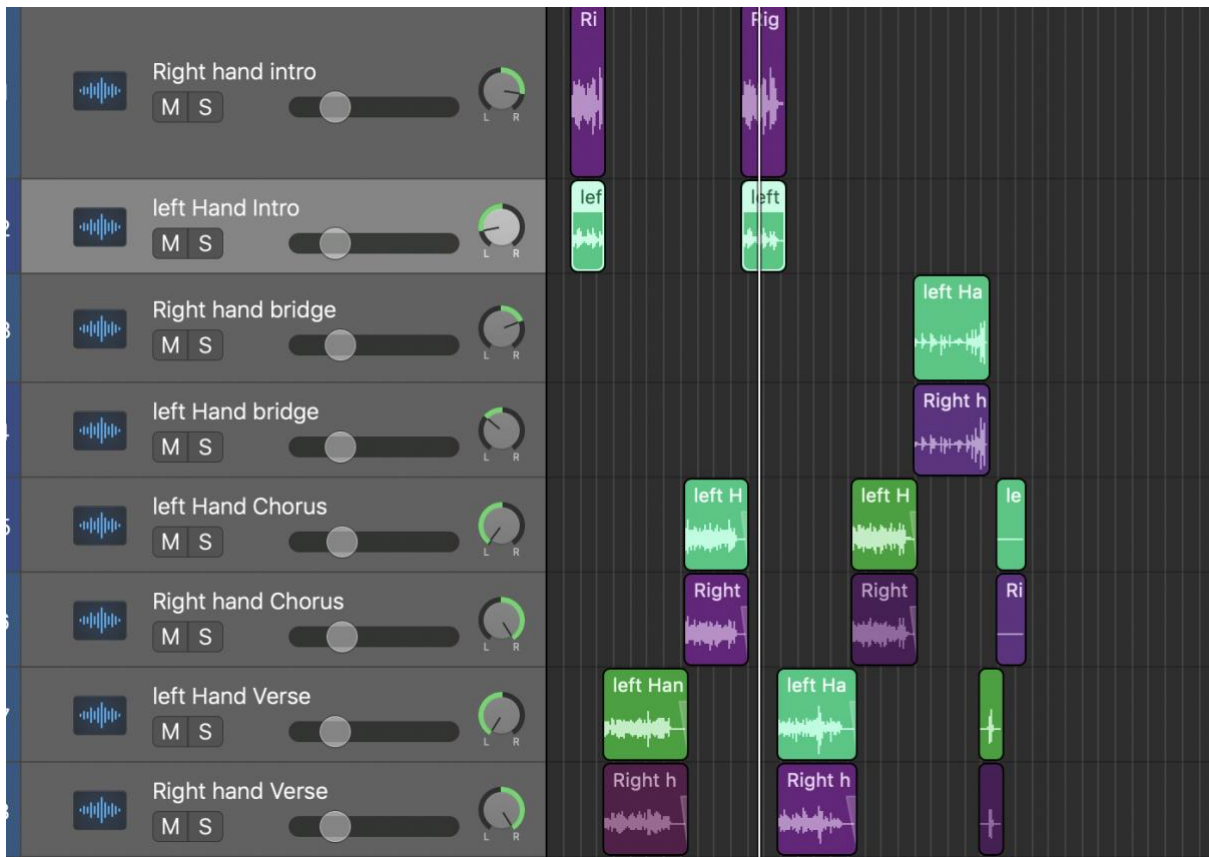 Ri
Rig
Right hand intro
M S
L R
left Hand Intro
M S
L R
lef
left
Right hand bridge
M S
L R
left Ha
left Hand bridge
M S
L R
Right h
left Hand Chorus
M S
L R
left H
left H
le
Right hand Chorus
M S
L R
Right
Right
Ri
left Hand Verse
M S
L R
left Han
left Ha
Right hand Verse
M S
L R
Right h
Right h